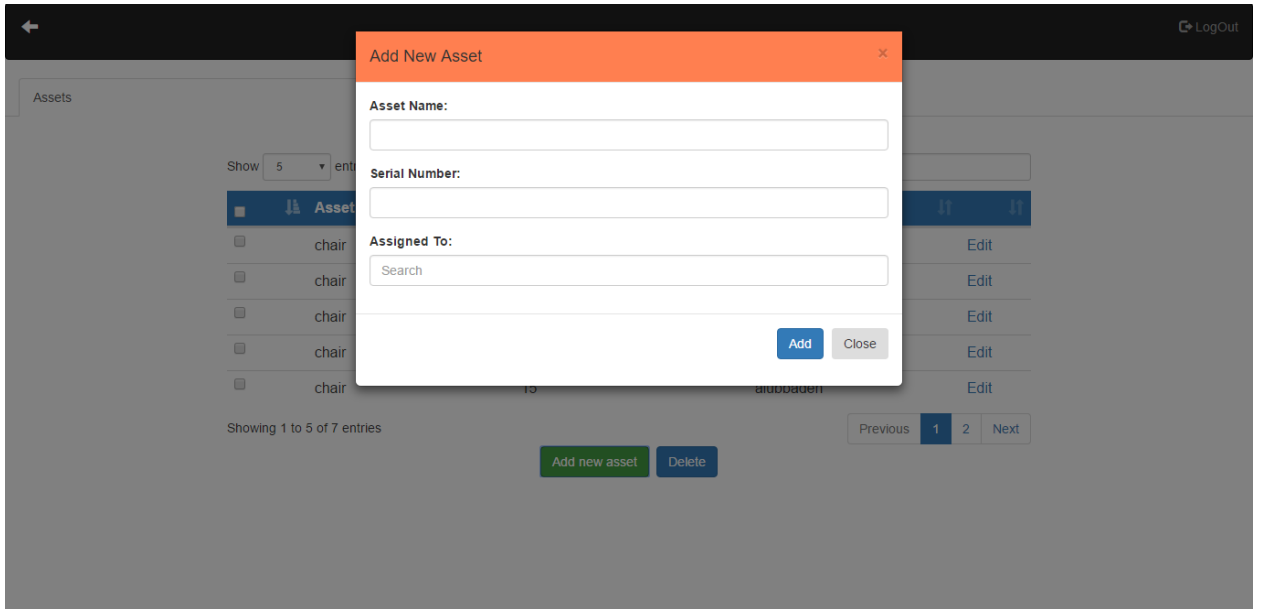 LogOut
Add New Asset
×
Assets
Asset Name:
Show 5
Serial Number:
Asset
Assigned To:
Search
chair Edit
chair Edit
chair Edit
chair Edit
Add Close
chair Edit
Showing 1 to 5 of 7 entries
Previous 1 2 Next
Add new asset Delete